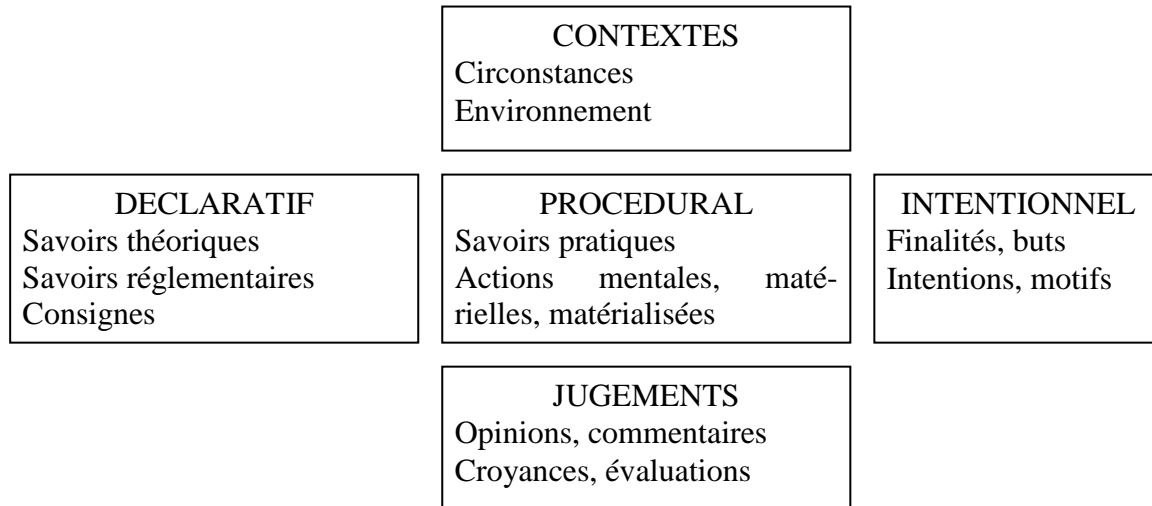 CONTEXTES
Circonstances
Environnement
DECLARATIF
Savoirs théoriques
Savoirs réglementaires
Consignes
PROCEDURAL
Savoirs pratiques
Actions mentales, maté-
rielles, matérialisées
INTENTIONNEL
Finalités, buts
Intentions, motifs
JUGEMENTS
Opinions, commentaires
Croyances, évaluations